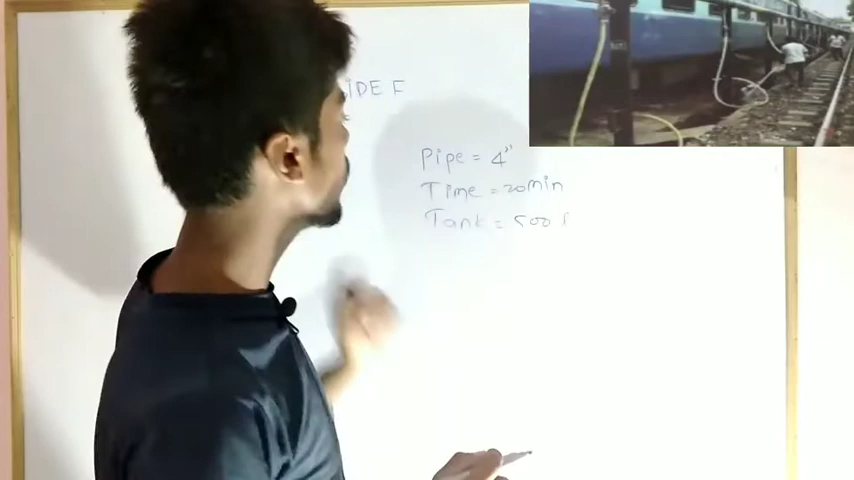 IDE F
Pipe = 4"
Time = 20min
Tank = 500 l